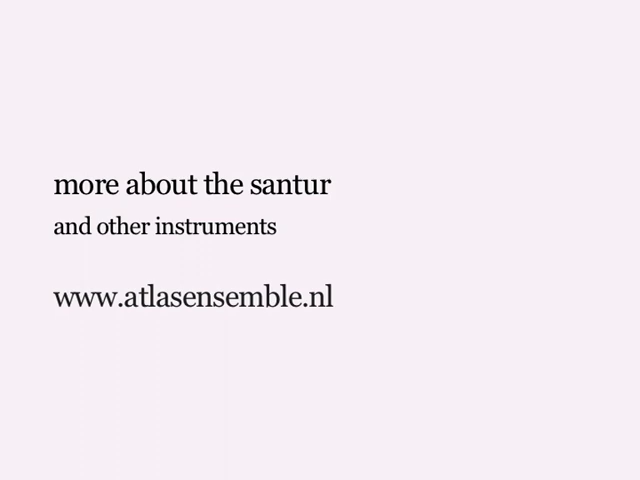 more about the santur
and other instruments
www.atlasensemble.nl